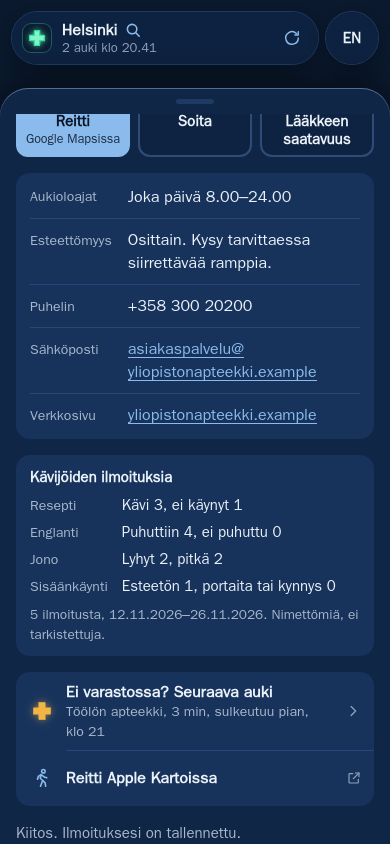 Helsinki
2 auki klo 20.41
EN
Reitti
Google Mapsissa
Soita
Lääkkeen
saatavuus
Aukioloajat
Joka päivä 8.00–24.00
Esteettömyys
Osittain. Kysy tarvittaessa
siirrettävää ramppia.
Puhelin
+358 300 20200
Sähköposti
asiakaspalvelu@
yliopistonapteekki.example
Verkkosivu
yliopistonapteekki.example
Kävijöiden ilmoituksia
Resepti Kävi 3, ei käynyt 1
Englanti Puhuttiin 4, ei puhuttu 0
Jono Lyhyt 2, pitkä 2
Sisäänkäynti Esteetön 1, portaita tai kynnys 0
5 ilmoitusta, 12.11.2026–26.11.2026. Nimettömiä, ei
tarkistettuja.
Ei varastossa? Seuraava auki
Töölön apteekki, 3 min, sulkeutuu pian,
klo 21
Reitti Apple Kartoissa
Kiitos. Ilmoituksesi on tallennettu.